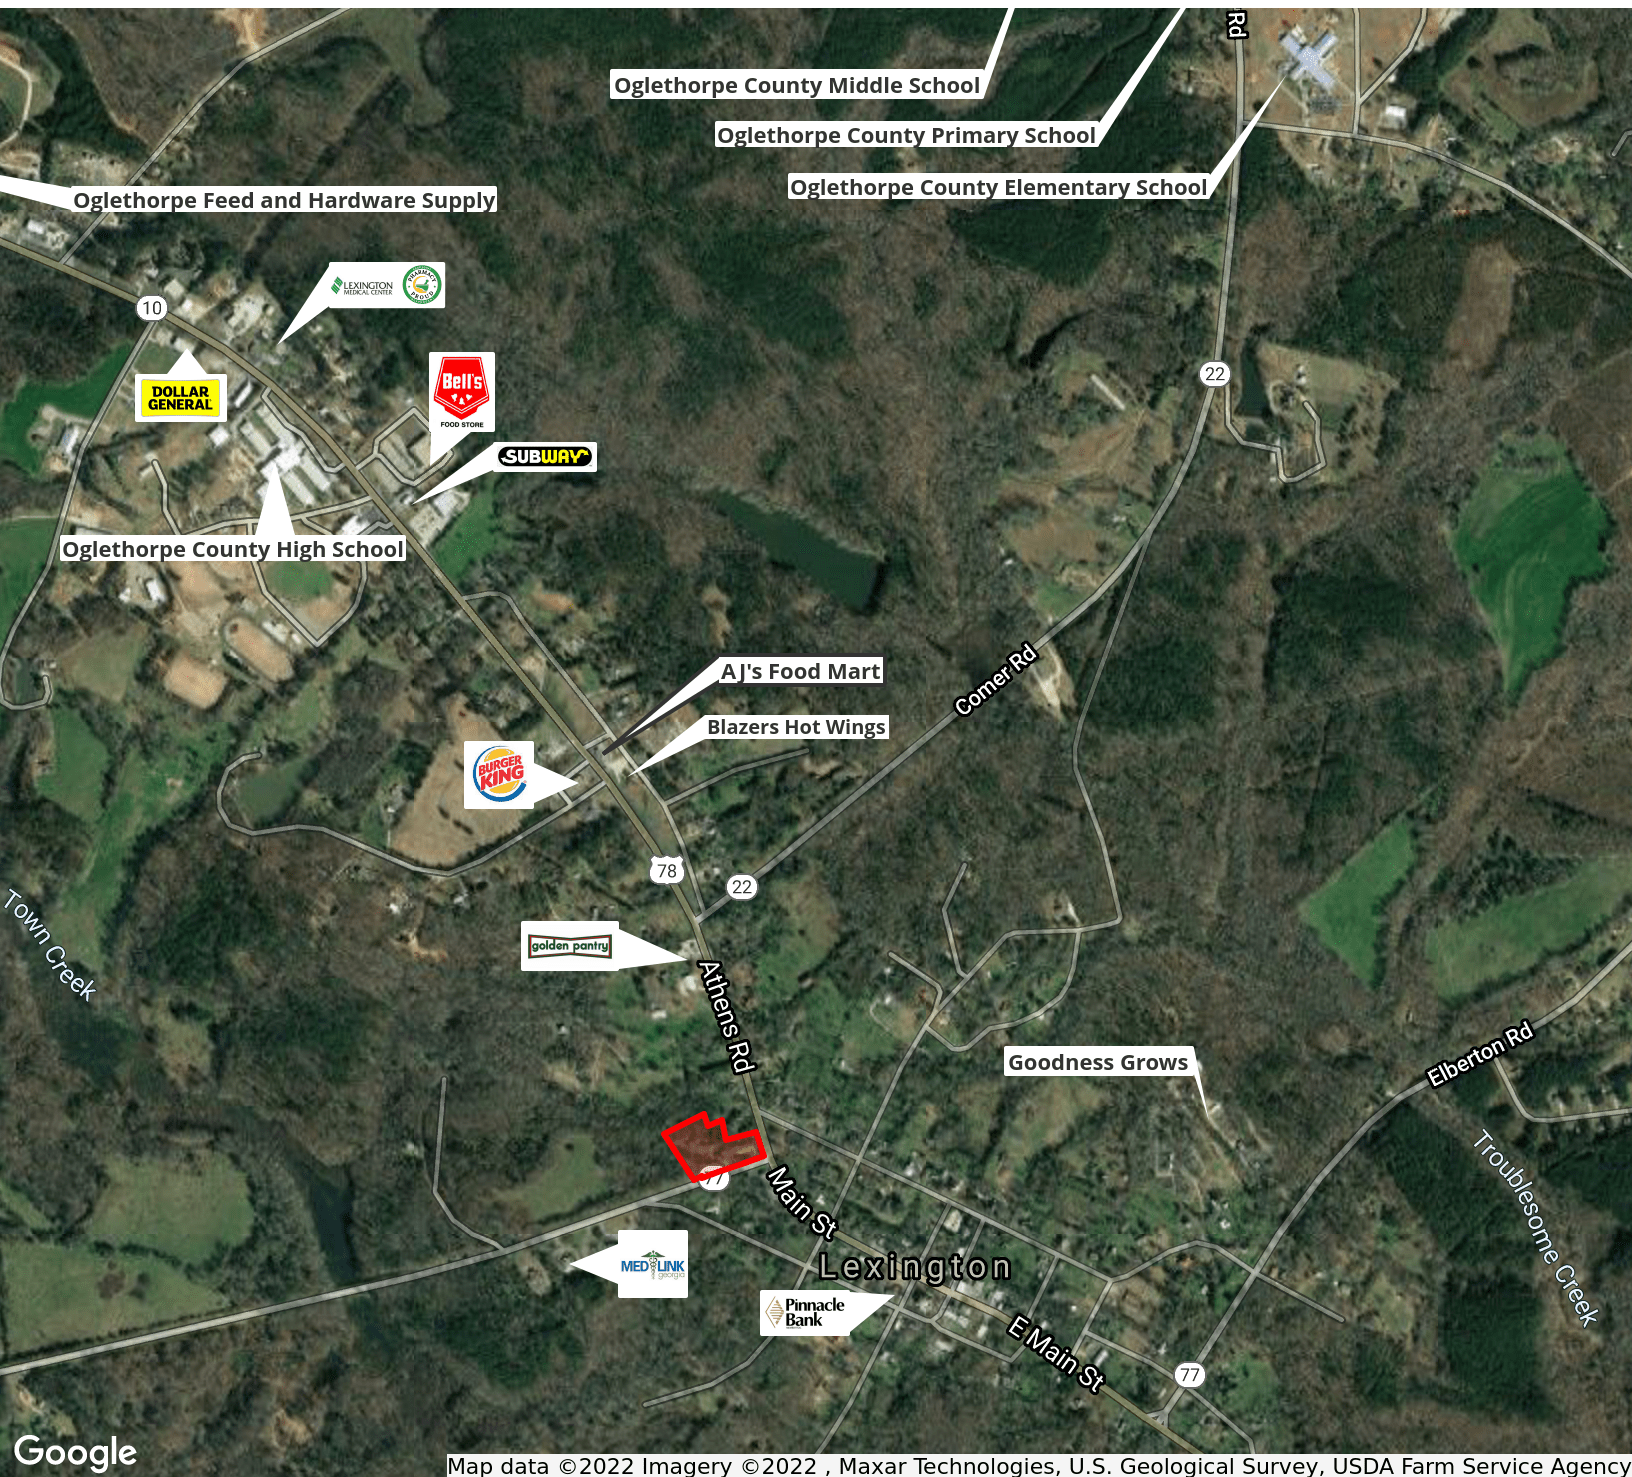 Rd
Oglethorpe County Middle School
Oglethorpe County Primary School
Oglethorpe County Elementary School
Oglethorpe Feed and Hardware Supply
LEXINGTON
MEDICAL CENTER
PHARMACY
PROUD
10
DOLLAR
GENERAL
Bell's
FOOD STORE
SUBWAY
22
Oglethorpe County High School
Comer Rd
AJ's Food Mart
Blazers Hot Wings
BURGER
KING
78
22
Town Creek
golden pantry
Athens Rd
Goodness Grows
Elberton Rd
77
Main St
Troublesome Creek
MEDLINK
georgia
Lexington
Pinnacle
Bank
E Main St
77
Google
Map data ©2022 Imagery ©2022 , Maxar Technologies, U.S. Geological Survey, USDA Farm Service Agency